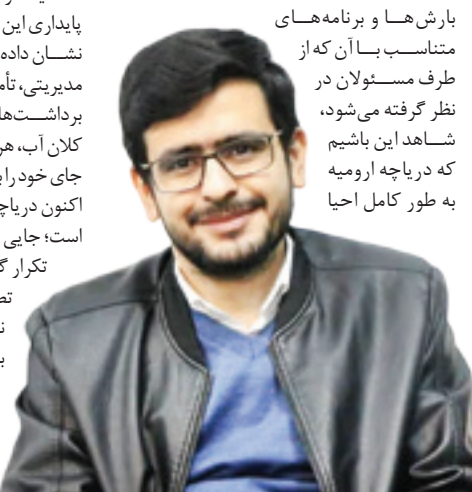 بارش‌ها و برنامه‌های
متناسب با آن که از
طرف مسئولان در
نظر گرفته می‌شود،
شاهد این باشیم
که دریاچه ارومیه
به طور کامل احیا
پایداری این
نشان داده
مدیریتی، تأم
برداشت‌ها
کلان آب، هر
جای خود را ب
اکنون دریاچ
است؛ جایی
تکرار گ